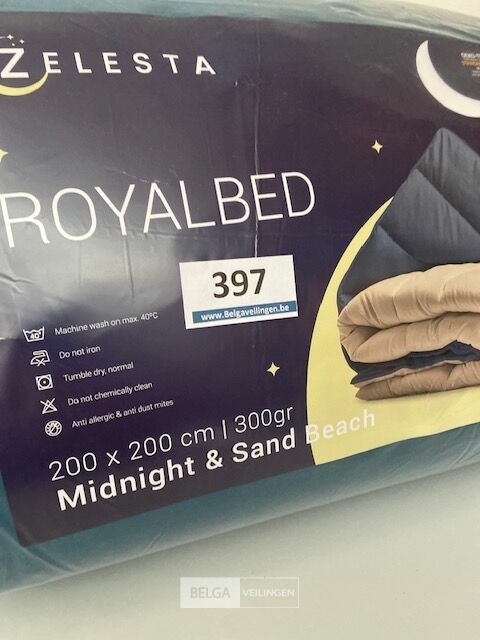 ZELESTA
ROYALBED
397
www.Belgaveilingen.be
40°
Machine wash on max. 40°C
Do not iron
Tumble dry, normal
Do not chemically clean
Anti allergic & anti dust mites
200 x 200 cm | 300gr
Midnight & Sand Beach
BELGA VEILINGEN